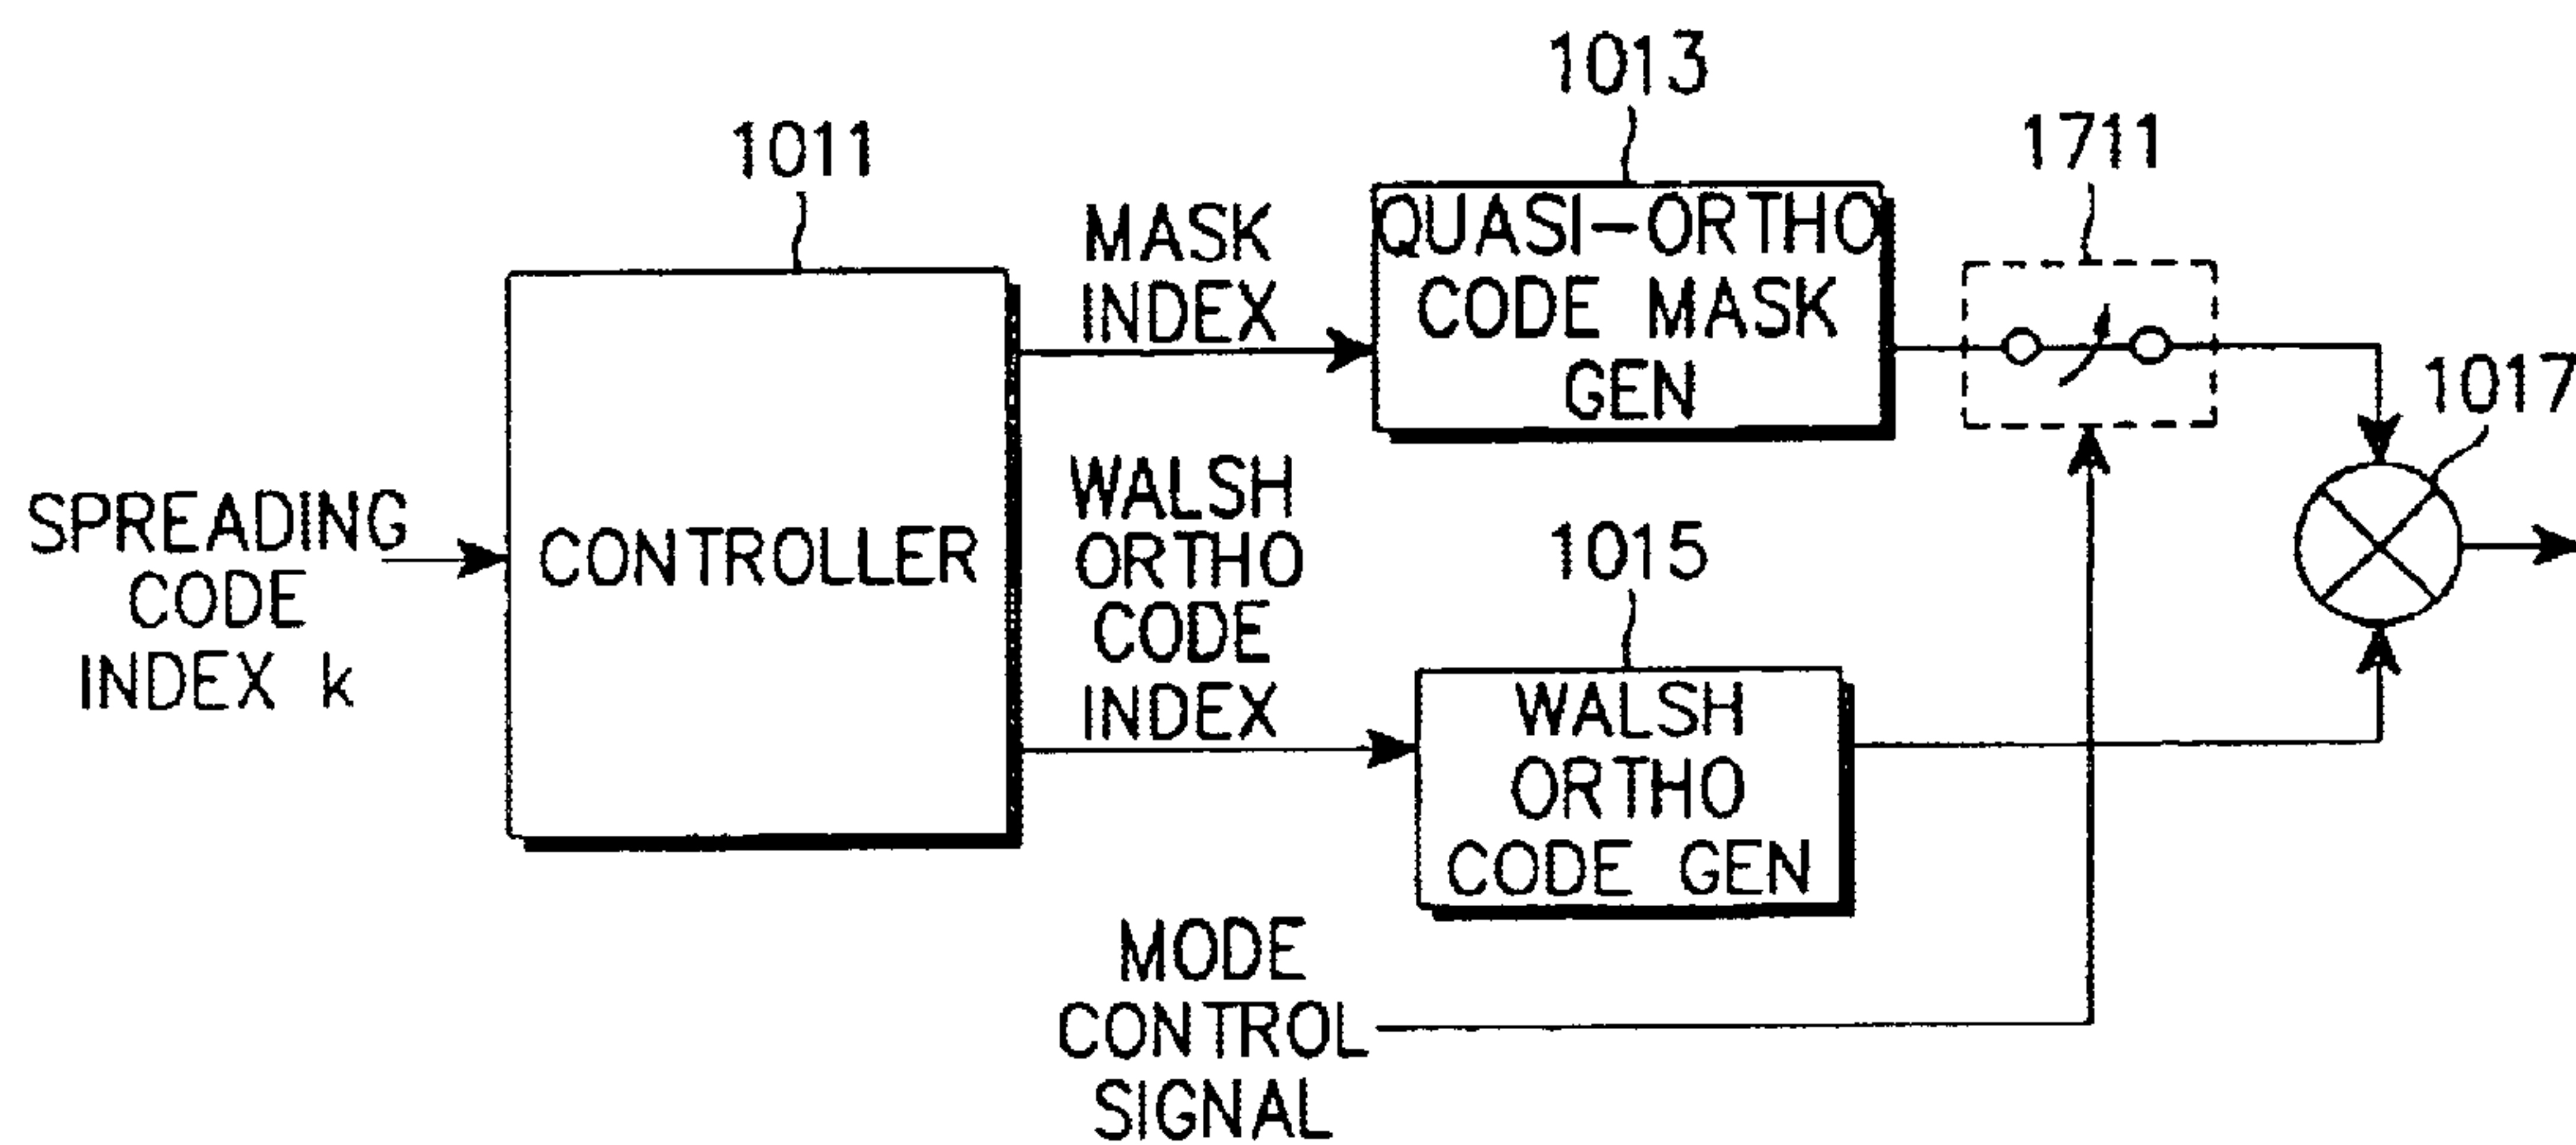 1011
1013
1711
1017
MASK
INDEX
QUASI-ORTHO
CODE MASK
GEN
SPREADING
CODE
INDEX k
CONTROLLER
WALSH
ORTHO
CODE
INDEX
1015
WALSH
ORTHO
CODE GEN
MODE
CONTROL
SIGNAL